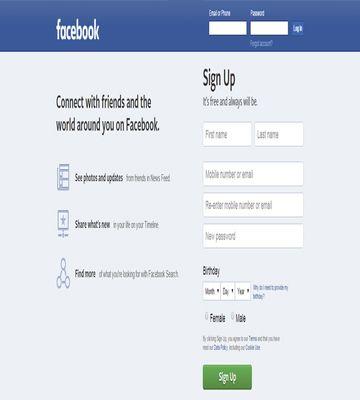 facebook
Email or Phone
Password
Log In
Forgot account?
Connect with friends and the
world around you on Facebook.
See photos and updates from friends in News Feed.
Share what's new in your life on your Timeline.
Find more of what you're looking for with Facebook Search.
Sign Up
It's free and always will be.
First name
Last name
Mobile number or email
Re-enter mobile number or email
New password
Birthday
Month
Day
Year
Why do I need to provide my
birthday?
Female
Male
By clicking Sign Up, you agree to our Terms and that you have
read our Data Policy, including our Cookie Use.
Sign Up